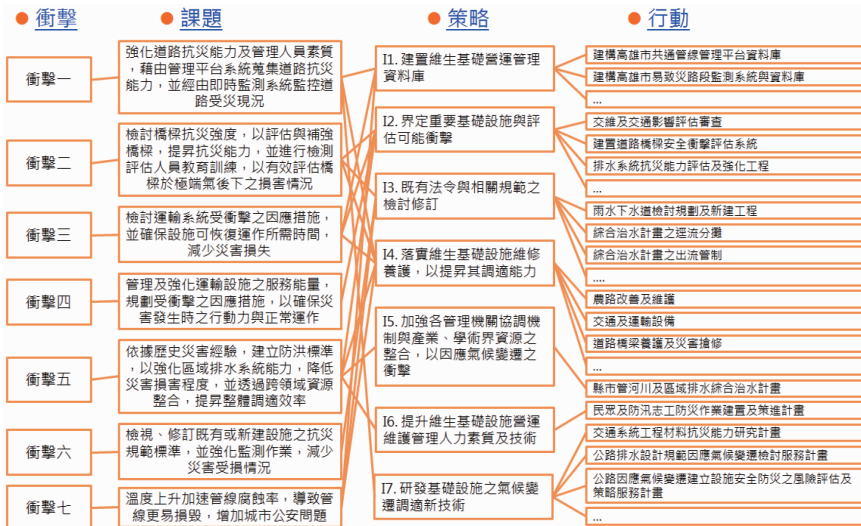 衝擊
課題
策略
行動
衝擊一
衝擊二
衝擊三
衝擊四
衝擊五
衝擊六
衝擊七
強化道路抗災能力及管理人員素質
，藉由管理平台系統蒐集道路抗災
能力，並經由即時監測系統監控道
路受災現況
檢討橋樑抗災強度，以評估與補強
橋樑，提昇抗災能力，並進行檢測
評估人員教育訓練，以有效評估橋
樑於極端氣後下之損害情況
檢討運輸系統受衝擊之因應措施，
並確保設施可恢復運作所需時間，
減少災害損失
管理及強化運輸設施之服務能量，
規劃受衝擊之因應措施，以確保災
害發生時之行動力與正常運作
依據歷史災害經驗，建立防洪標準
，以強化區域排水系統能力，降低
災害損害程度，並透過跨領域資源
整合，提昇整體調適效率
檢視、修訂既有或新建設施之抗災
規範標準，並強化監測作業，減少
災害受損情況
溫度上升加速管線腐蝕率，導致管
線更易損毀，增加城市公安問題
I1. 建置維生基礎營運管理
資料庫
I2. 界定重要基礎設施與評
估可能衝擊
I3. 既有法令與相關規範之
檢討修訂
I4. 落實維生基礎設施維修
養護，以提昇其調適能力
I5. 加強各管理機關協調機
制與產業、學術界資源之
整合，以因應氣候變遷之
衝擊
I6. 提升維生基礎設施營運
維護管理人力素質及技術
I7. 研發基礎設施之氣候變
遷調適新技術
建構高雄市共通管線管理平台資料庫
建構高雄市易致災路段監測系統與資料庫
...
交維及交通影響評估審查
建置道路橋樑安全衝擊評估系統
排水系統抗災能力評估及強化工程
...
雨水下水道檢討規劃及新建工程
綜合治水計畫之逕流分攤
綜合治水計畫之出流管制
....
農路改善及維護
交通及運輸設備
道路橋梁養護及災害搶修
...
縣市管河川及區域排水綜合治水計畫
民眾及防汛志工防災作業建置及策進計畫
交通系統工程材料抗災能力研究計畫
公路排水設計規範因應氣候變遷檢討服務計畫
公路因應氣候變遷建立設施安全防災之風險評估及
策略服務計畫
...